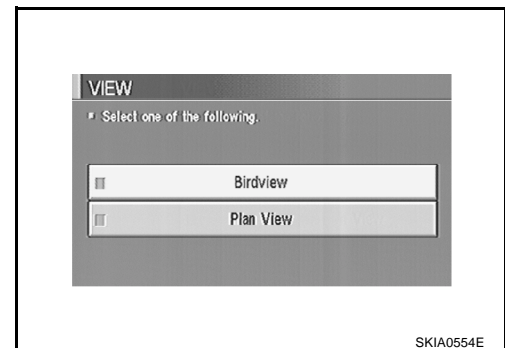 VIEW
Select one of the following.
Birdview
Plan View
SKIA0554E